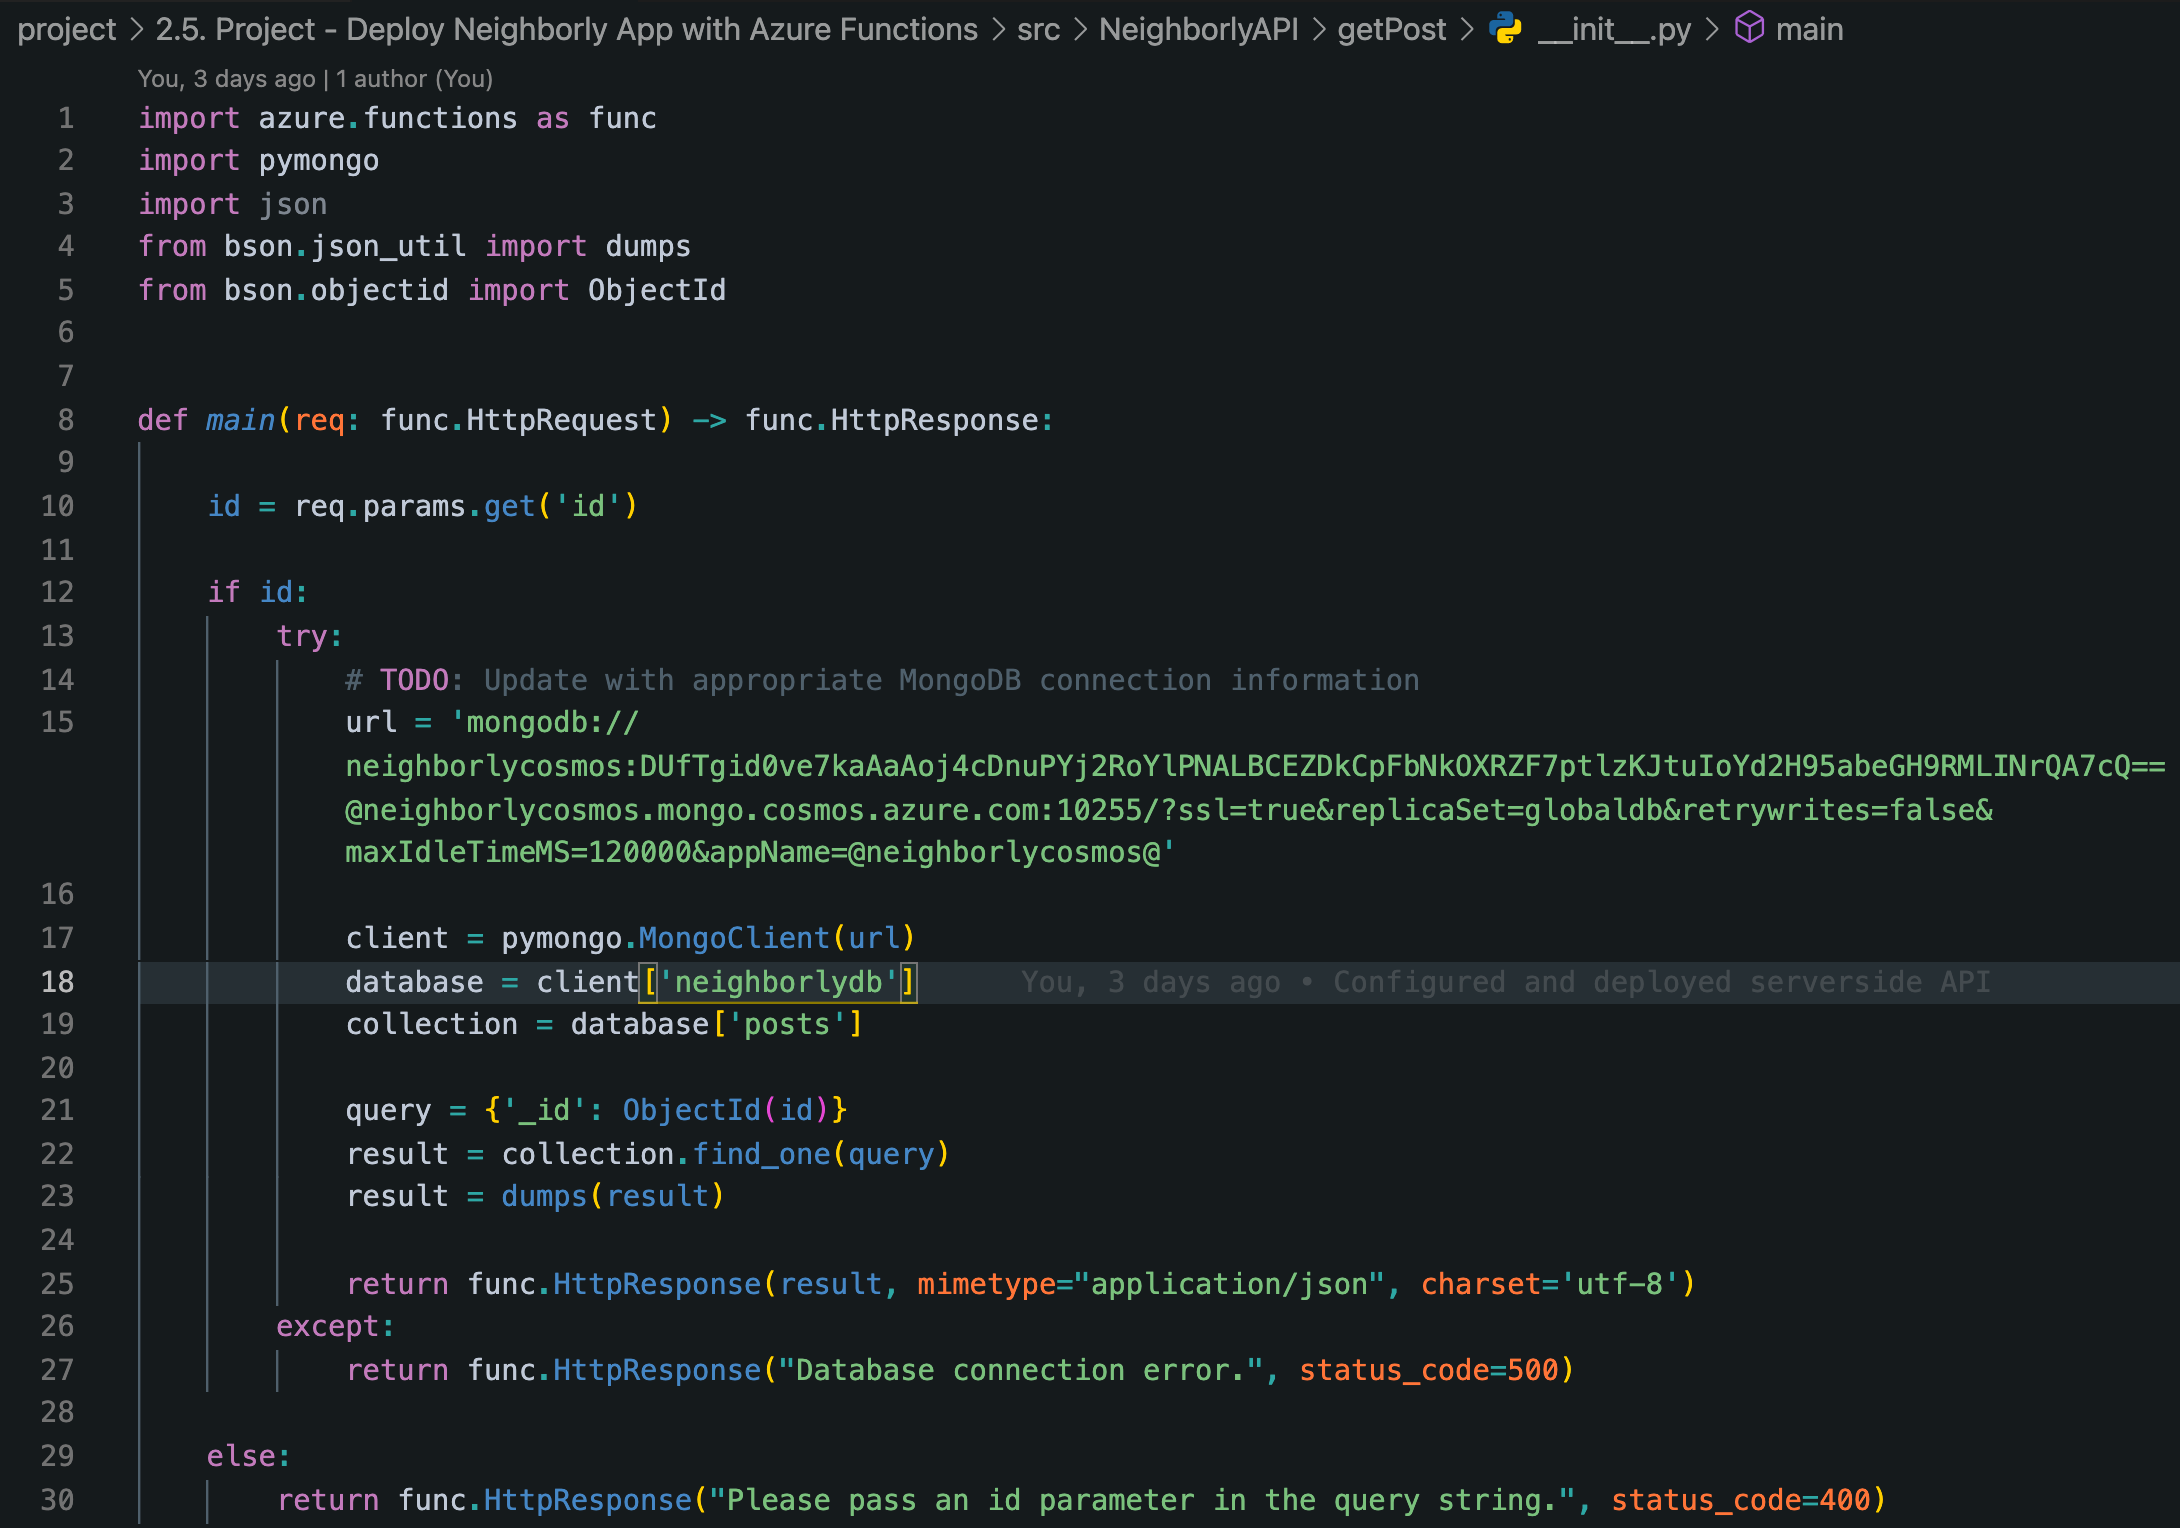 project > 2.5. Project - Deploy Neighborly App with Azure Functions > src > NeighborlyAPI > getPost > __init__.py > main
You, 3 days ago | 1 author (You)
1 import azure.functions as func
2 import pymongo
3 import json
4 from bson.json_util import dumps
5 from bson.objectid import ObjectId
6
7
8 def main(req: func.HttpRequest) -> func.HttpResponse:
9
10 id = req.params.get('id')
11
12 if id:
13 try:
14 # TODO: Update with appropriate MongoDB connection information
15 url = 'mongodb://
neighborlycosmos:DUfTgid0ve7kaAaAoj4cDnuPYj2RoYlPNALBCEZDkCpFbNkOXRZF7ptlzKJtuIoYd2H95abeGH9RMLINrQA7cQ==
@neighborlycosmos.mongo.cosmos.azure.com:10255/?ssl=true&replicaSet=globaldb&retrywrites=false&
maxIdleTimeMS=120000&appName=@neighborlycosmos@'
16
17 client = pymongo.MongoClient(url)
18 database = client['neighborlydb'] You, 3 days ago • Configured and deployed serverside API
19 collection = database['posts']
20
21 query = {'_id': ObjectId(id)}
22 result = collection.find_one(query)
23 result = dumps(result)
24
25 return func.HttpResponse(result, mimetype="application/json", charset='utf-8')
26 except:
27 return func.HttpResponse("Database connection error.", status_code=500)
28
29 else:
30 return func.HttpResponse("Please pass an id parameter in the query string.", status_code=400)